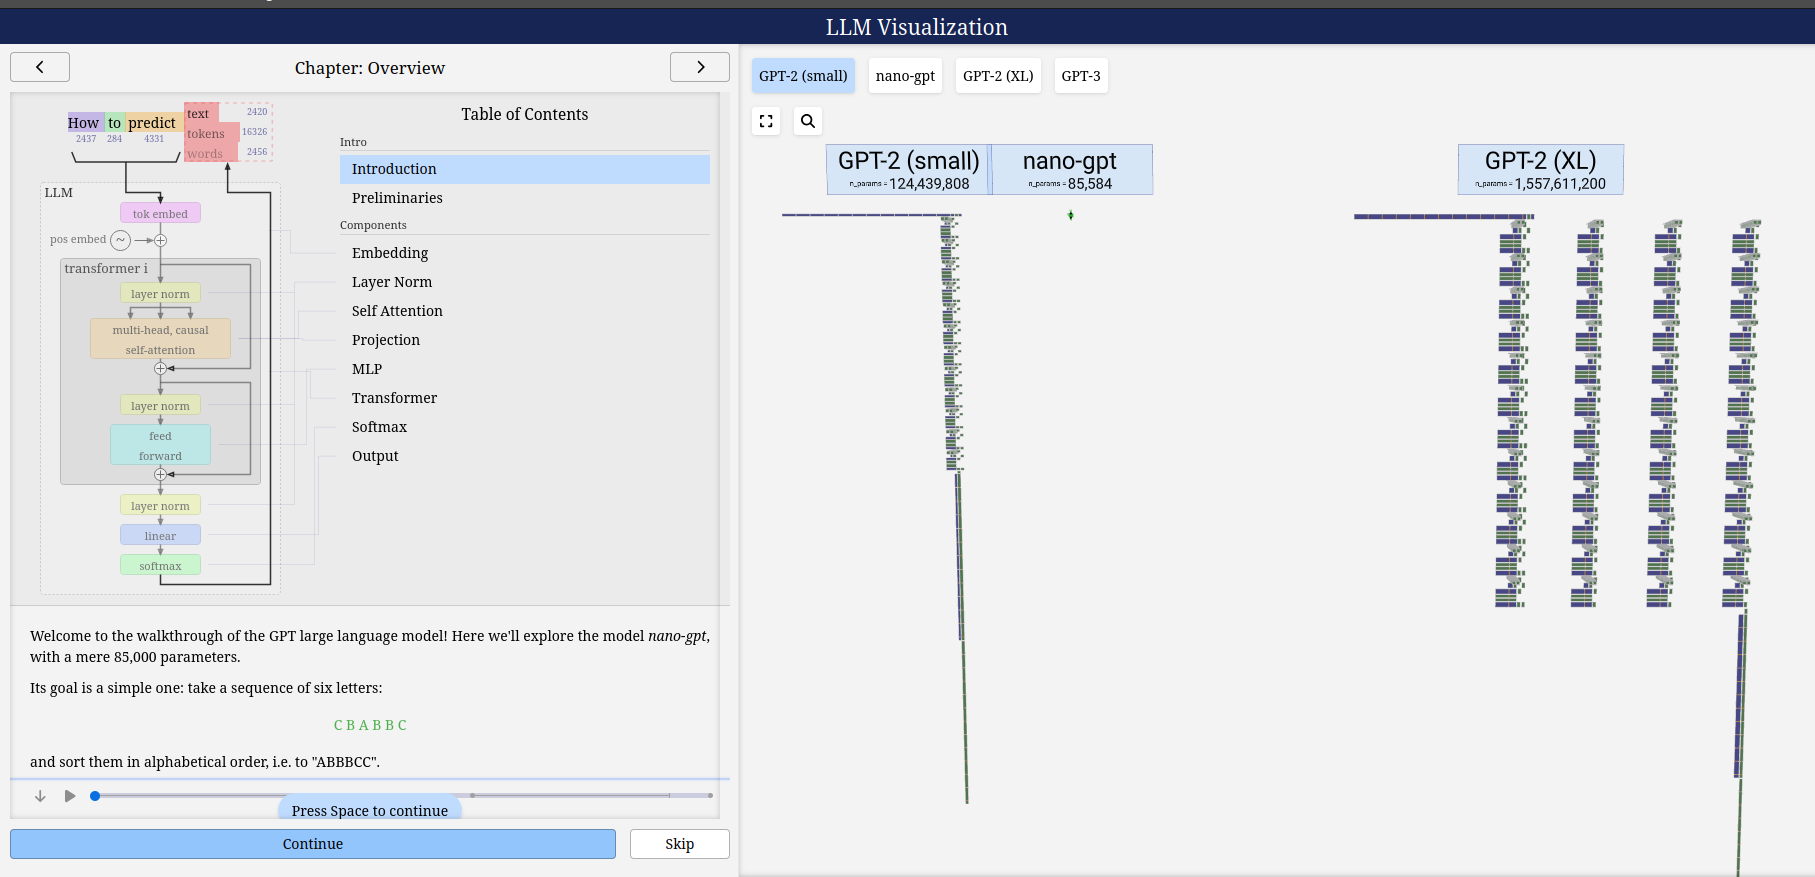 LLM Visualization
Chapter: Overview
How to predict
2437 284 4331
text 2420
tokens 16326
words 2456
LLM
tok embed
pos embed
transformer i
layer norm
multi-head, causal
self-attention
layer norm
feed
forward
layer norm
linear
softmax
Table of Contents
Intro
Introduction
Preliminaries
Components
Embedding
Layer Norm
Self Attention
Projection
MLP
Transformer
Softmax
Output
Welcome to the walkthrough of the GPT large language model! Here we'll explore the model nano-gpt,
with a mere 85,000 parameters.
Its goal is a simple one: take a sequence of six letters:
C B A B B C
and sort them in alphabetical order, i.e. to "ABBBCC".
Press Space to continue
Continue
Skip
GPT-2 (small)
nano-gpt
GPT-2 (XL)
GPT-3
GPT-2 (small)
n_params = 124,439,808
nano-gpt
n_params = 85,584
GPT-2 (XL)
n_params = 1,557,611,200